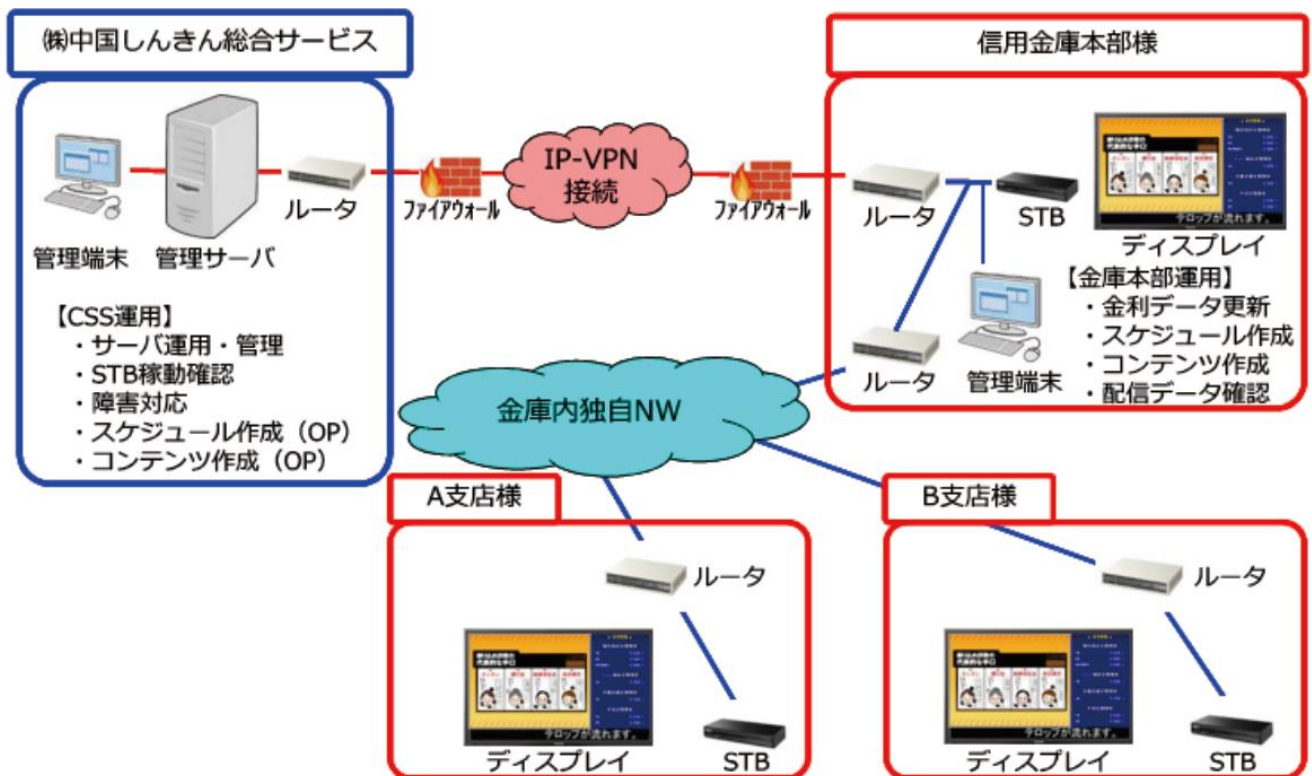 ㈱中国しんきん総合サービス
管理端末
管理サーバ
ルータ
【CSS運用】
・サーバ運用・管理
・STB稼動確認
・障害対応
・スケジュール作成（OP）
・コンテンツ作成（OP）
ファイアウォール
IP-VPN
接続
ファイアウォール
信用金庫本部様
ルータ
STB
テロップが流れます。
ディスプレイ
ルータ
管理端末
【金庫本部運用】
・金利データ更新
・スケジュール作成
・コンテンツ作成
・配信データ確認
金庫内独自NW
A支店様
ルータ
テロップが流れます。
ディスプレイ
STB
B支店様
ルータ
テロップが流れます。
ディスプレイ
STB